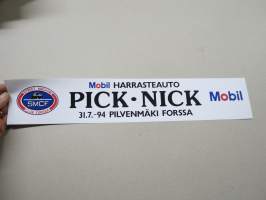 Mobil HARRASTEAUTO
PICK·NICK
31.7.-94 PILVENMÄKI FORSSA
SMCF
Mobil